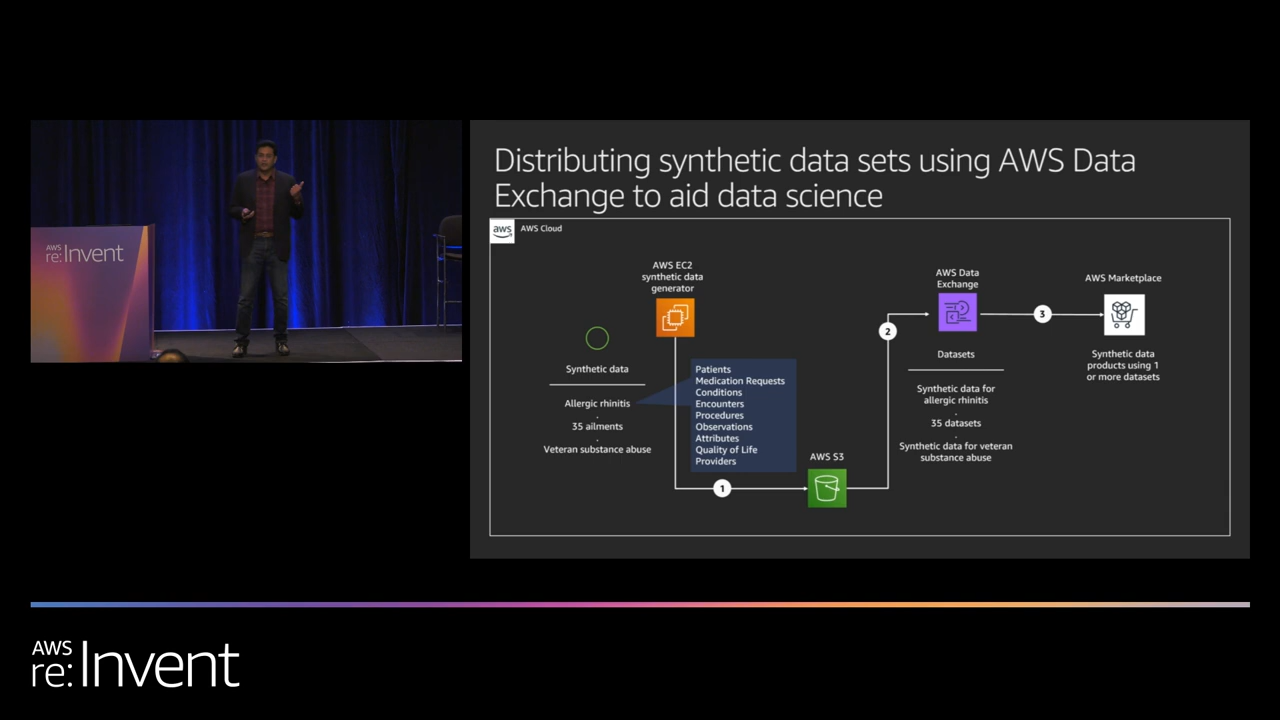 AWS
re:Invent
Distributing synthetic data sets using AWS Data
Exchange to aid data science
aws
AWS Cloud
AWS EC2
synthetic data
generator
Synthetic data
Allergic rhinitis
.
35 ailments
.
Veteran substance abuse
Patients
Medication Requests
Conditions
Encounters
Procedures
Observations
Attributes
Quality of Life
Providers
1
AWS S3
2
AWS Data
Exchange
Datasets
Synthetic data for
allergic rhinitis
.
35 datasets
.
Synthetic data for veteran
substance abuse
3
AWS Marketplace
Synthetic data
products using 1
or more datasets
AWS
re:Invent